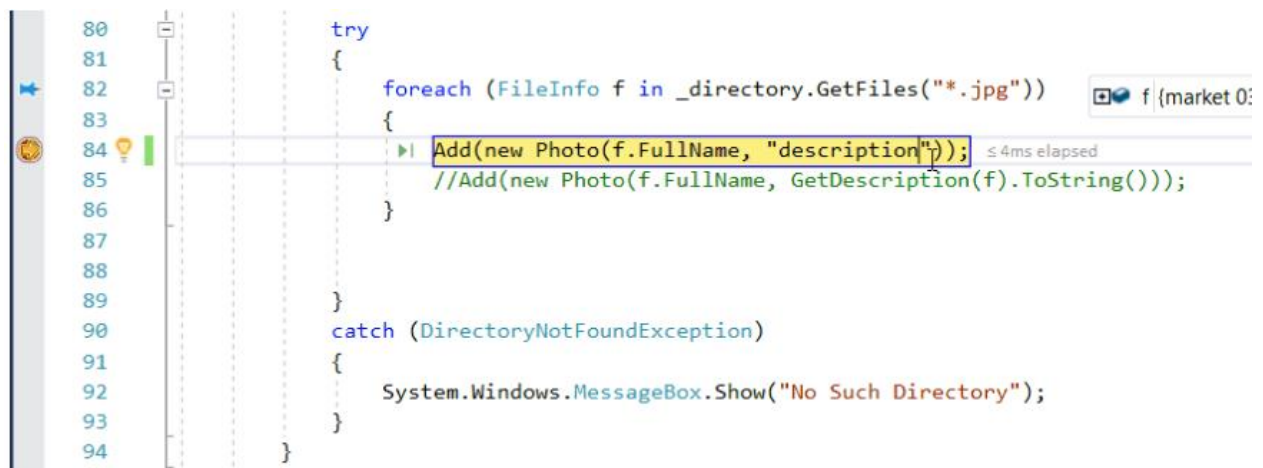 80 try
81 {
82 foreach (FileInfo f in _directory.GetFiles("*.jpg")) f {market 03
83 {
84 Add(new Photo(f.FullName, "description")); ≤ 4ms elapsed
85 //Add(new Photo(f.FullName, GetDescription(f).ToString()));
86 }
87
88
89 }
90 catch (DirectoryNotFoundException)
91 {
92 System.Windows.MessageBox.Show("No Such Directory");
93 }
94 }